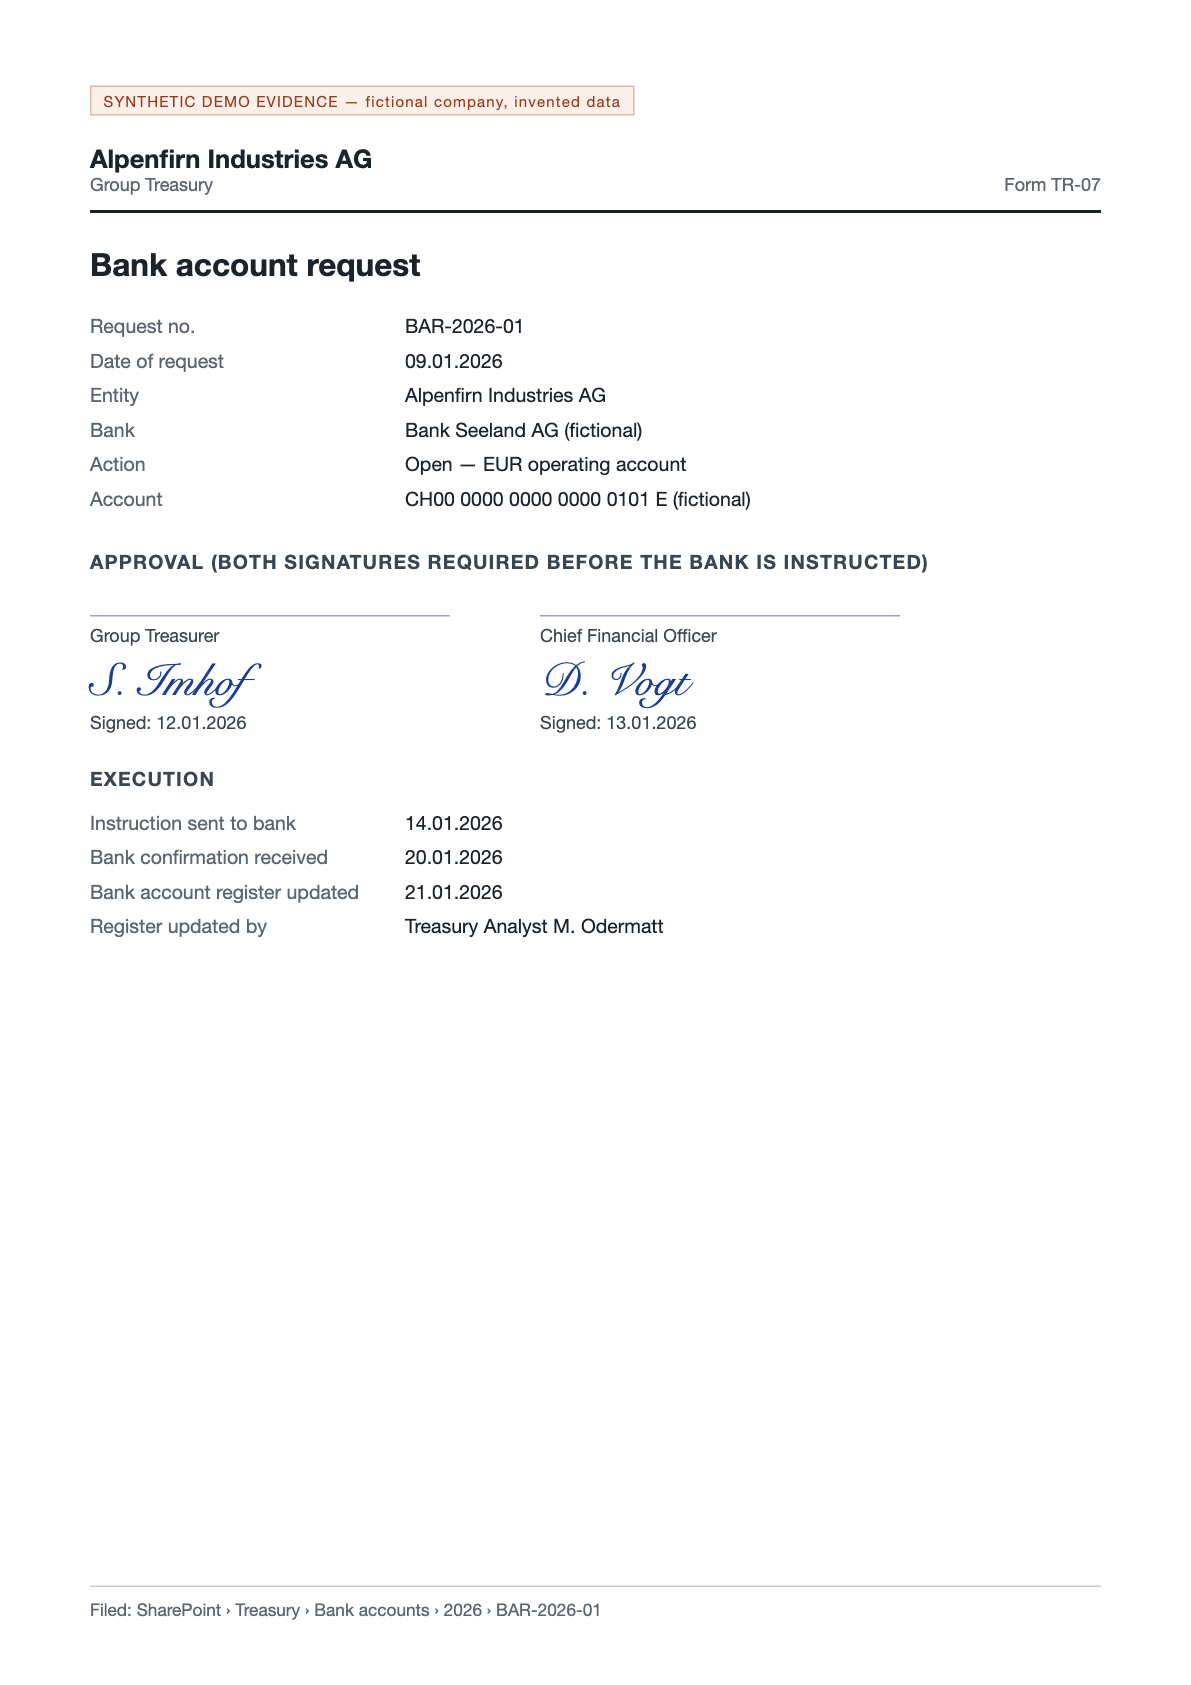 SYNTHETIC DEMO EVIDENCE — fictional company, invented data
Alpenfirn Industries AG
Group Treasury
Form TR-07
Bank account request
Request no. BAR-2026-01
Date of request 09.01.2026
Entity Alpenfirn Industries AG
Bank Bank Seeland AG (fictional)
Action Open — EUR operating account
Account CH00 0000 0000 0000 0101 E (fictional)
APPROVAL (BOTH SIGNATURES REQUIRED BEFORE THE BANK IS INSTRUCTED)
Group Treasurer
S. Imhof
Signed: 12.01.2026
Chief Financial Officer
D. Vogt
Signed: 13.01.2026
EXECUTION
Instruction sent to bank 14.01.2026
Bank confirmation received 20.01.2026
Bank account register updated 21.01.2026
Register updated by Treasury Analyst M. Odermatt
Filed: SharePoint › Treasury › Bank accounts › 2026 › BAR-2026-01